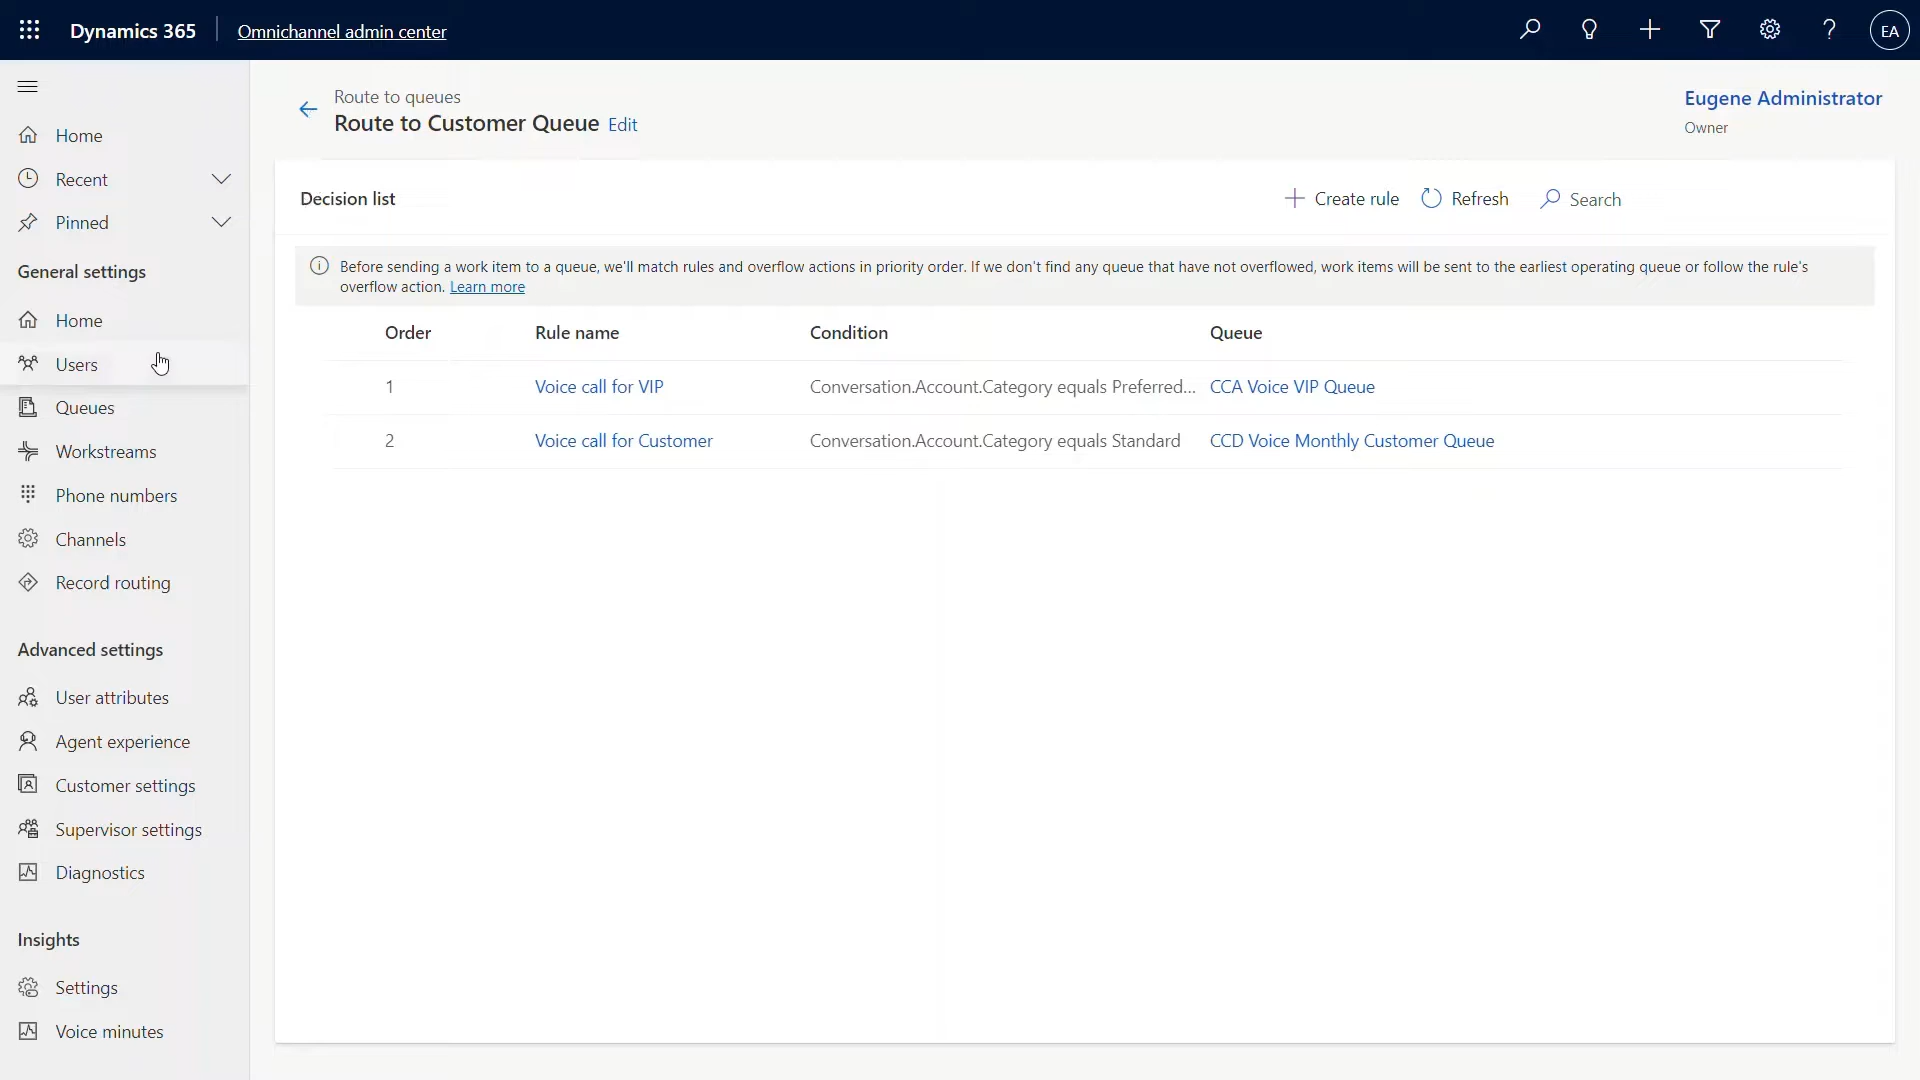 Dynamics 365
Omnichannel admin center
EA
Home
Recent
Pinned
General settings
Home
Users
Queues
Workstreams
Phone numbers
Channels
Record routing
Advanced settings
User attributes
Agent experience
Customer settings
Supervisor settings
Diagnostics
Insights
Settings
Voice minutes
Route to queues
Route to Customer Queue Edit
Eugene Administrator
Owner
Decision list
Create rule
Refresh
Search
Before sending a work item to a queue, we'll match rules and overflow actions in priority order. If we don't find any queue that have not overflowed, work items will be sent to the earliest operating queue or follow the rule's
overflow action. Learn more
Order Rule name Condition Queue
1 Voice call for VIP Conversation.Account.Category equals Preferred... CCA Voice VIP Queue
2 Voice call for Customer Conversation.Account.Category equals Standard CCD Voice Monthly Customer Queue